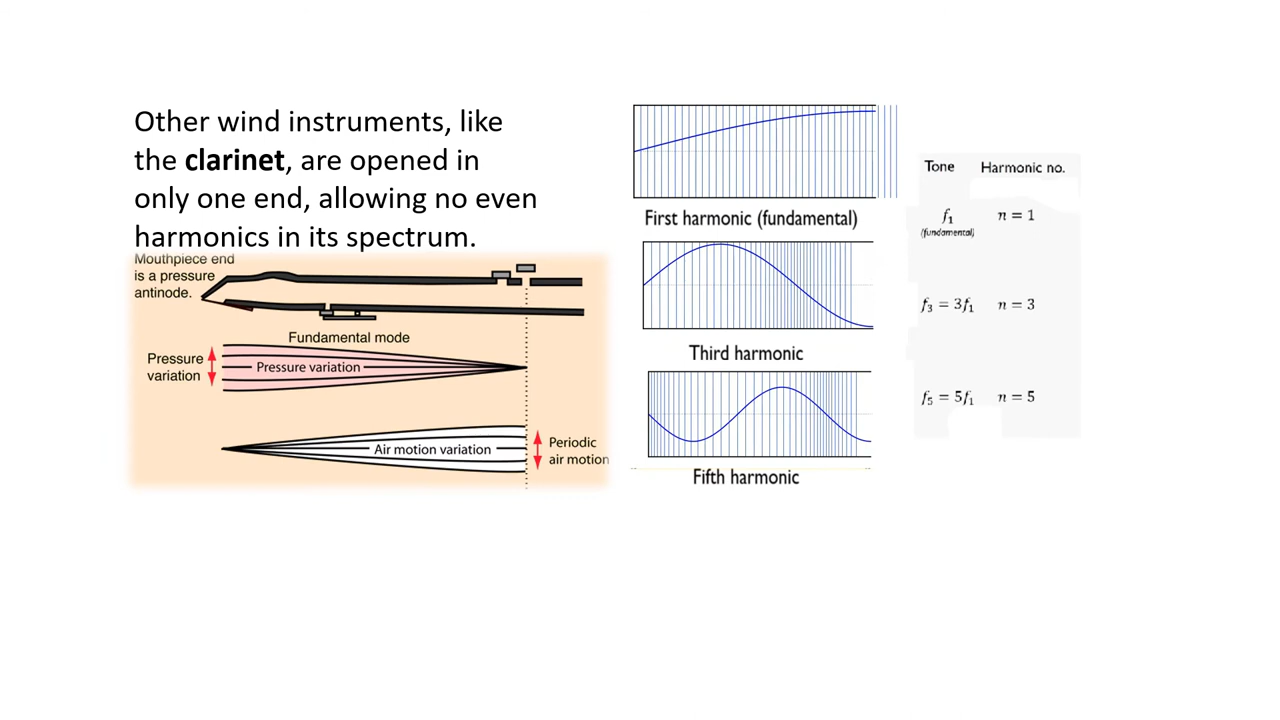 Other wind instruments, like
the clarinet, are opened in
only one end, allowing no even
harmonics in its spectrum.
Mouthpiece end
is a pressure
antinode.
Fundamental mode
Pressure
variation
Pressure variation
Air motion variation
Periodic
air motion
First harmonic (fundamental)
Third harmonic
Fifth harmonic
Tone Harmonic no.
f₁ n = 1
(fundamental)
f₃ = 3f₁ n = 3
f₅ = 5f₁ n = 5